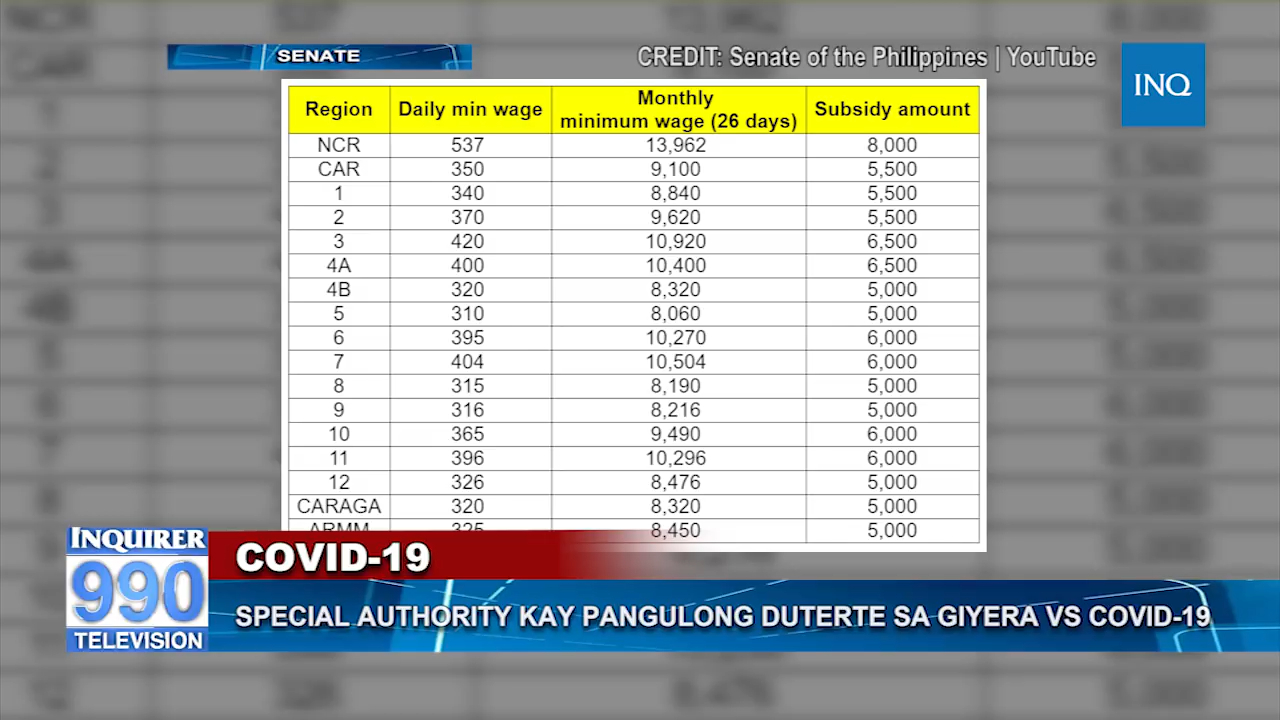 SENATE
CREDIT: Senate of the Philippines | YouTube
INQ
Region Daily min wage Monthly minimum wage (26 days) Subsidy amount
NCR 537 13,962 8,000
CAR 350 9,100 5,500
1 340 8,840 5,500
2 370 9,620 5,500
3 420 10,920 6,500
4A 400 10,400 6,500
4B 320 8,320 5,000
5 310 8,060 5,000
6 395 10,270 6,000
7 404 10,504 6,000
8 315 8,190 5,000
9 316 8,216 5,000
10 365 9,490 6,000
11 396 10,296 6,000
12 326 8,476 5,000
CARAGA 320 8,320 5,000
ARMM 325 8,450 5,000
INQUIRER
990
TELEVISION
COVID-19
SPECIAL AUTHORITY KAY PANGULONG DUTERTE SA GIYERA VS COVID-19